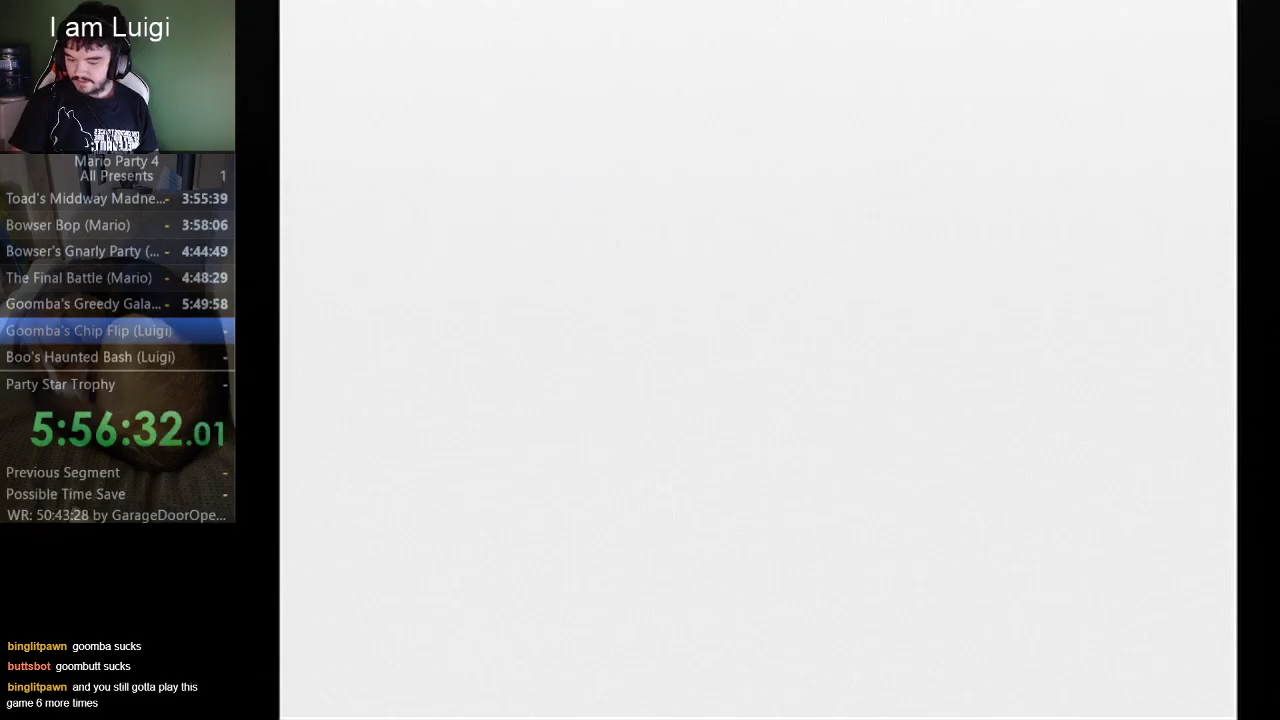 I am Luigi
Mario Party 4
All Presents 1
Toad's Middway Madne... - 3:55:39
Bowser Bop (Mario) - 3:58:06
Bowser's Gnarly Party (... - 4:44:49
The Final Battle (Mario) - 4:48:29
Goomba's Greedy Gala... - 5:49:58
Goomba's Chip Flip (Luigi) -
Boo's Haunted Bash (Luigi) -
Party Star Trophy -
5:56:32.01
Previous Segment -
Possible Time Save -
WR: 50:43:28 by GarageDoorOpe...
binglitpawn goomba sucks
buttsbot goombutt sucks
binglitpawn and you still gotta play this
game 6 more times